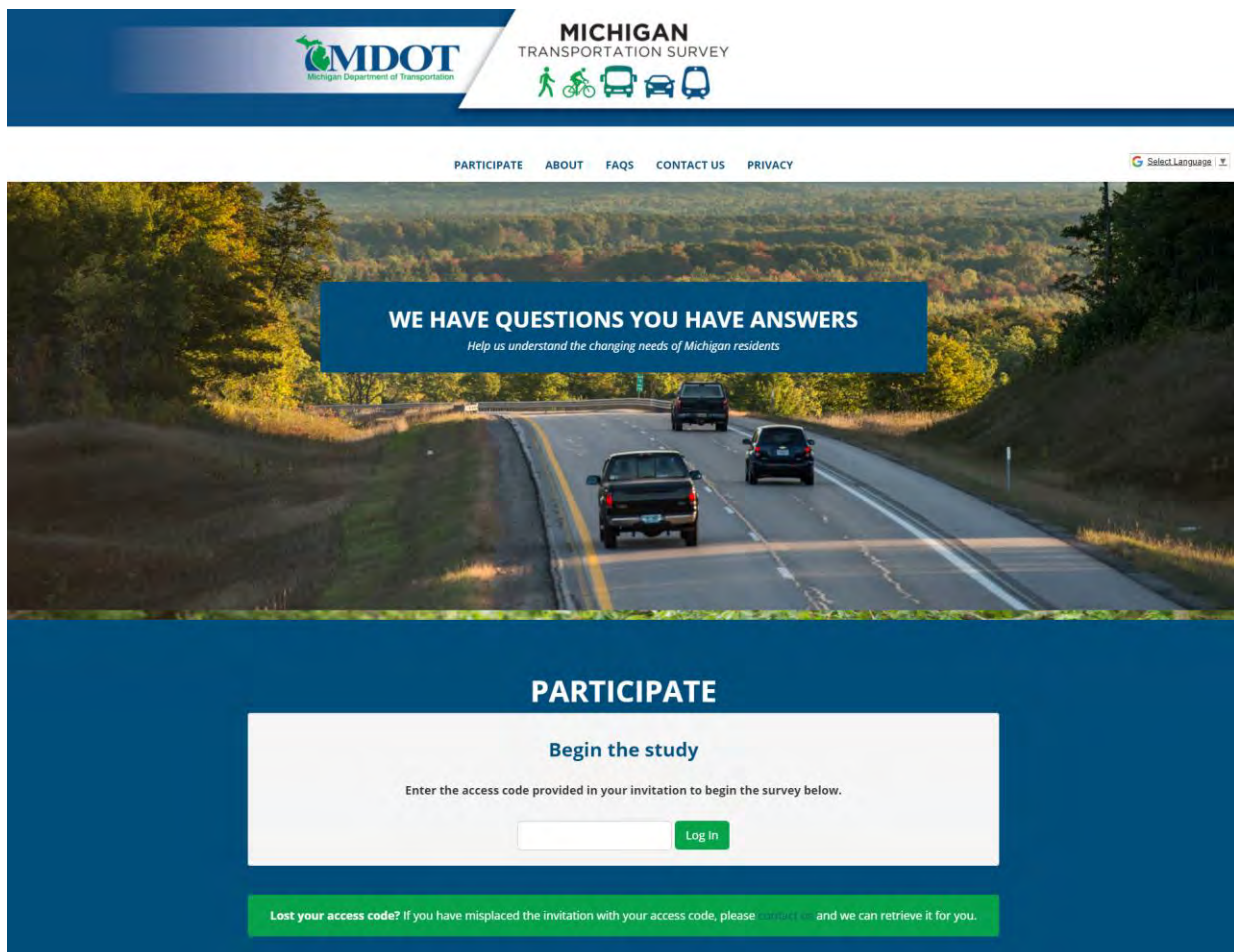 MDOT
Michigan Department of Transportation
MICHIGAN
TRANSPORTATION SURVEY
PARTICIPATE ABOUT FAQS CONTACT US PRIVACY
Select Language
WE HAVE QUESTIONS YOU HAVE ANSWERS
Help us understand the changing needs of Michigan residents
PARTICIPATE
Begin the study
Enter the access code provided in your invitation to begin the survey below.
Log In
Lost your access code? If you have misplaced the invitation with your access code, please contact us and we can retrieve it for you.